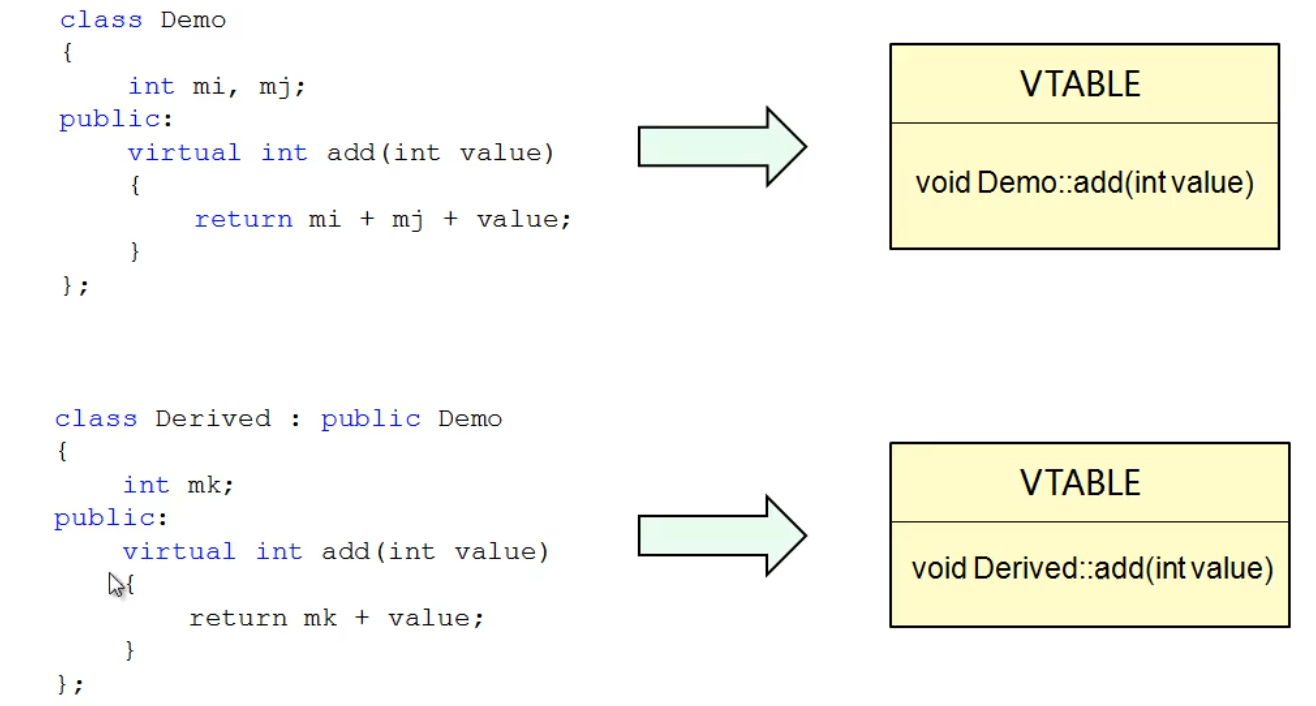 class Demo
{
int mi, mj;
public:
virtual int add(int value)
{
return mi + mj + value;
}
};
VTABLE
void Demo::add(int value)
class Derived : public Demo
{
int mk;
public:
virtual int add(int value)
{
return mk + value;
}
};
VTABLE
void Derived::add(int value)